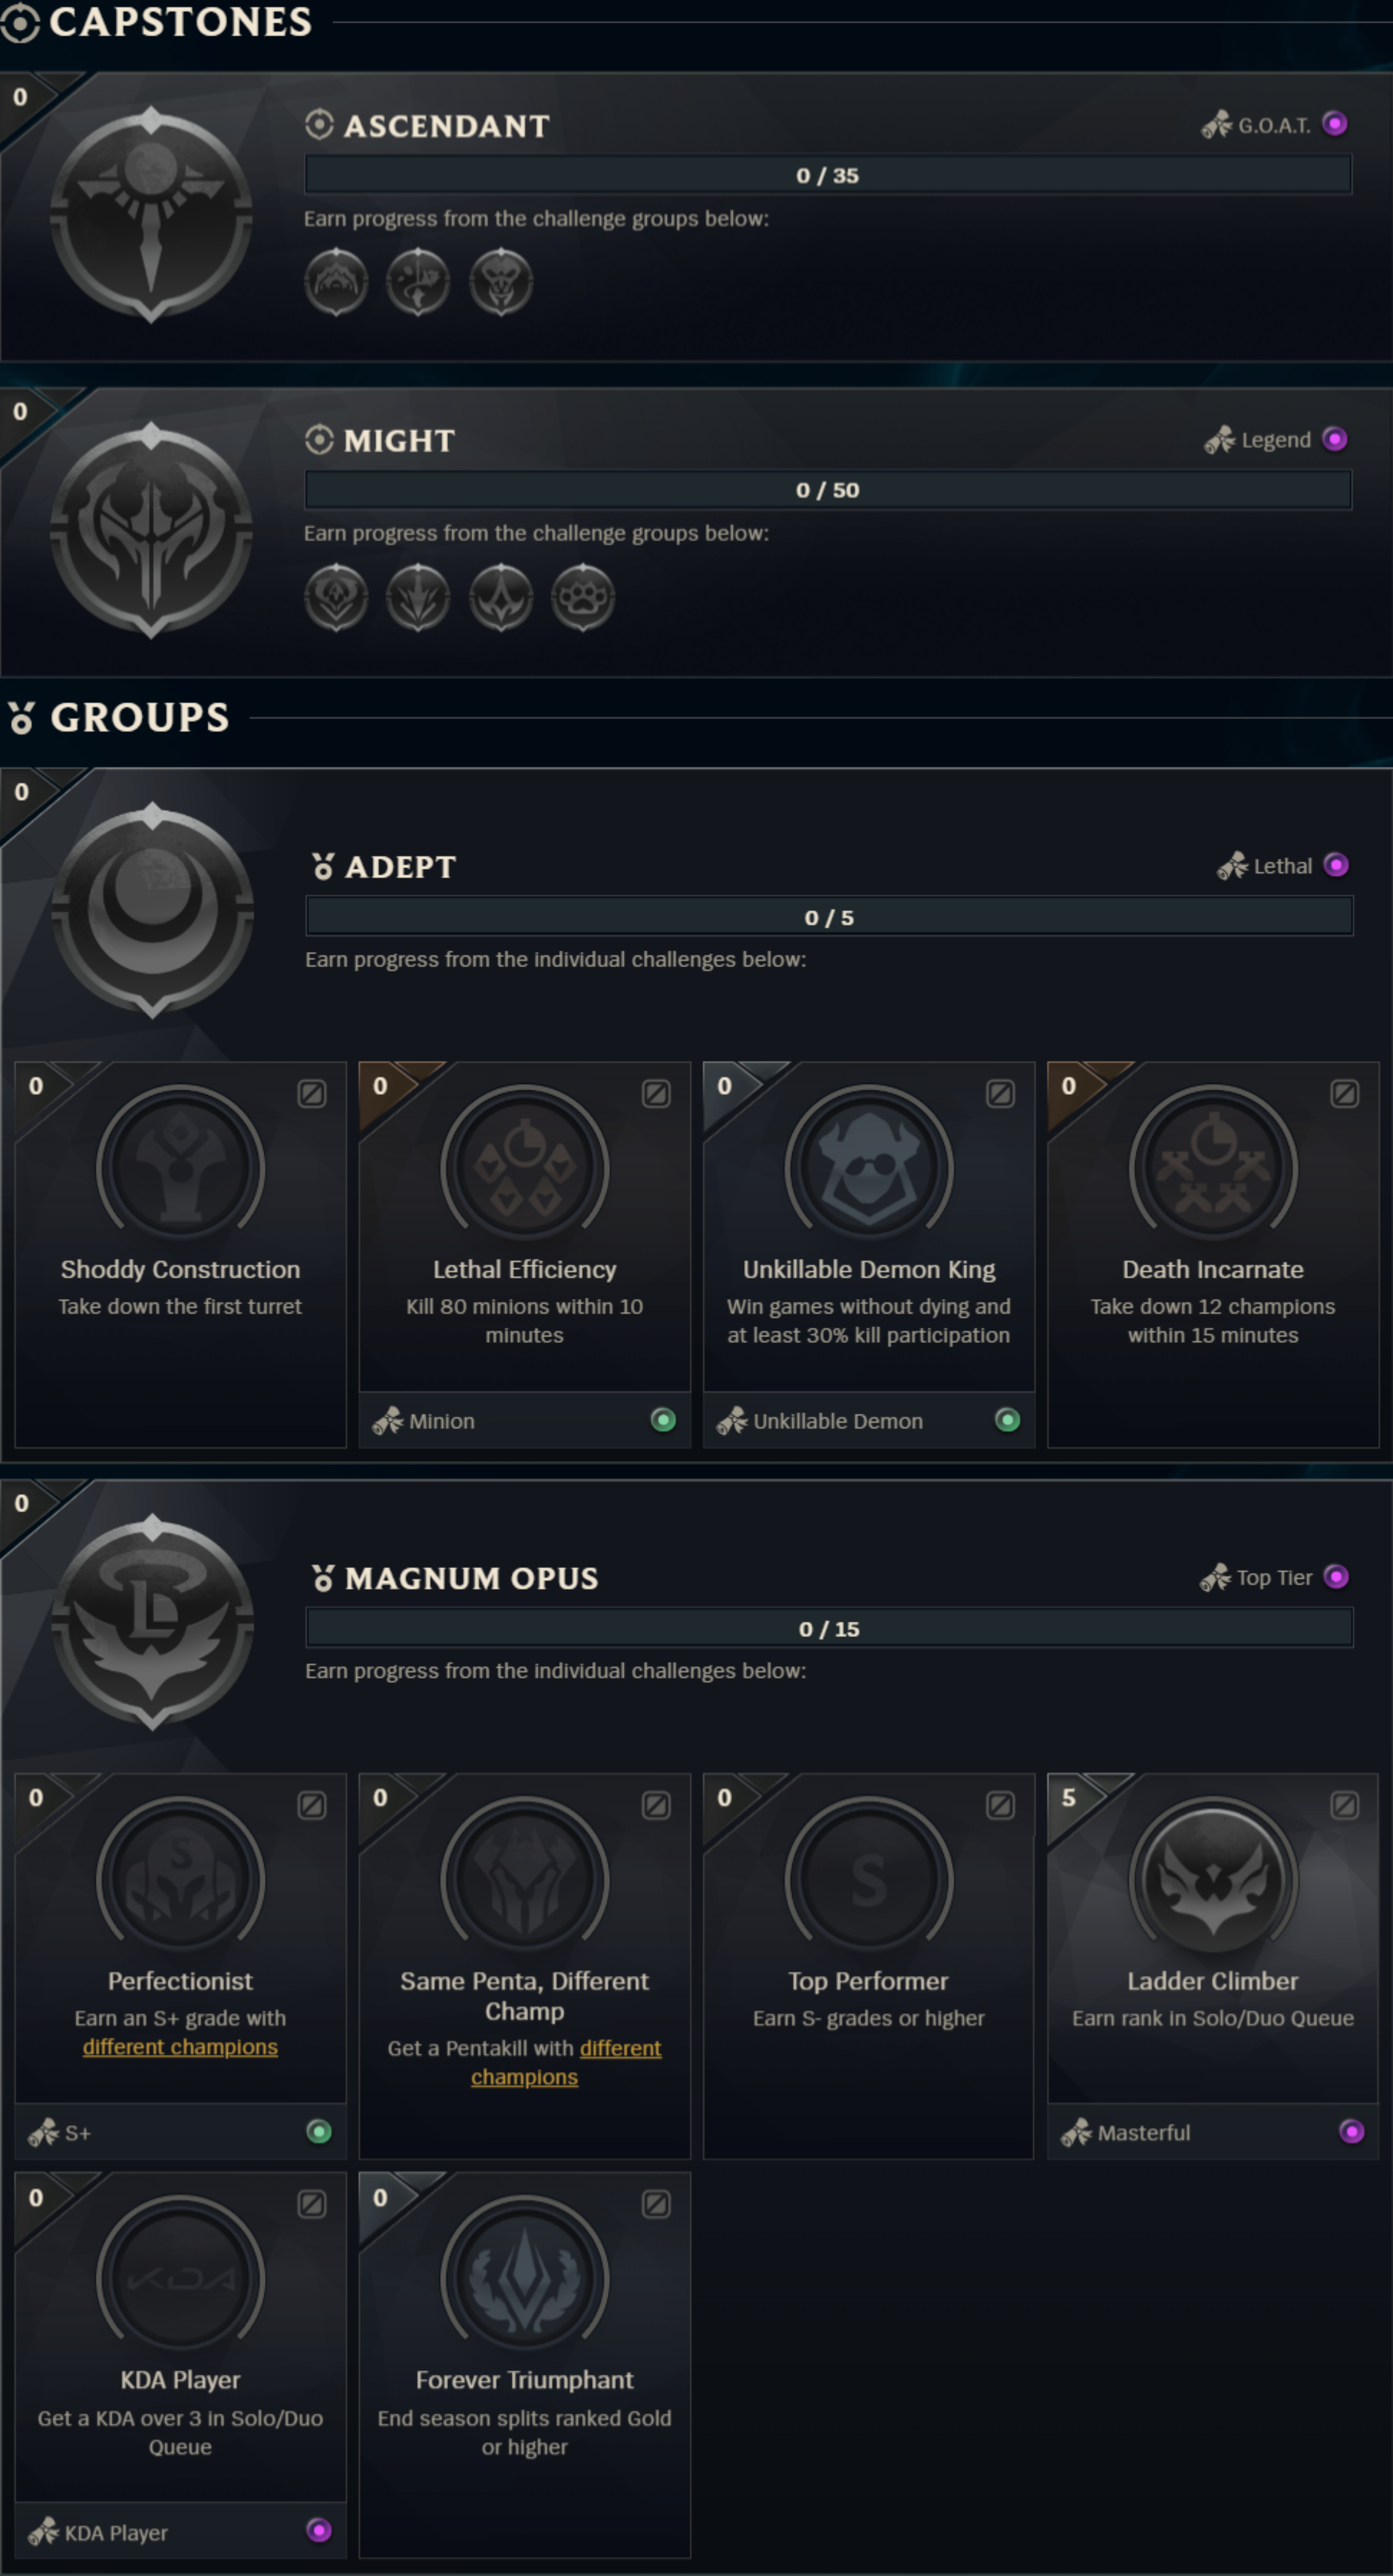 CAPSTONES
0
ASCENDANT
G.O.A.T.
0 / 35
Earn progress from the challenge groups below:
0
MIGHT
Legend
0 / 50
Earn progress from the challenge groups below:
GROUPS
0
ADEPT
Lethal
0 / 5
Earn progress from the individual challenges below:
0
Shoddy Construction
Take down the first turret
0
Lethal Efficiency
Kill 80 minions within 10
minutes
Minion
0
Unkillable Demon King
Win games without dying and
at least 30% kill participation
Unkillable Demon
0
Death Incarnate
Take down 12 champions
within 15 minutes
0
MAGNUM OPUS
Top Tier
0 / 15
Earn progress from the individual challenges below:
0
S
Perfectionist
Earn an S+ grade with
different champions
S+
0
Same Penta, Different
Champ
Get a Pentakill with different
champions
0
S
Top Performer
Earn S- grades or higher
5
Ladder Climber
Earn rank in Solo/Duo Queue
Masterful
0
KDA
KDA Player
Get a KDA over 3 in Solo/Duo
Queue
KDA Player
0
Forever Triumphant
End season splits ranked Gold
or higher